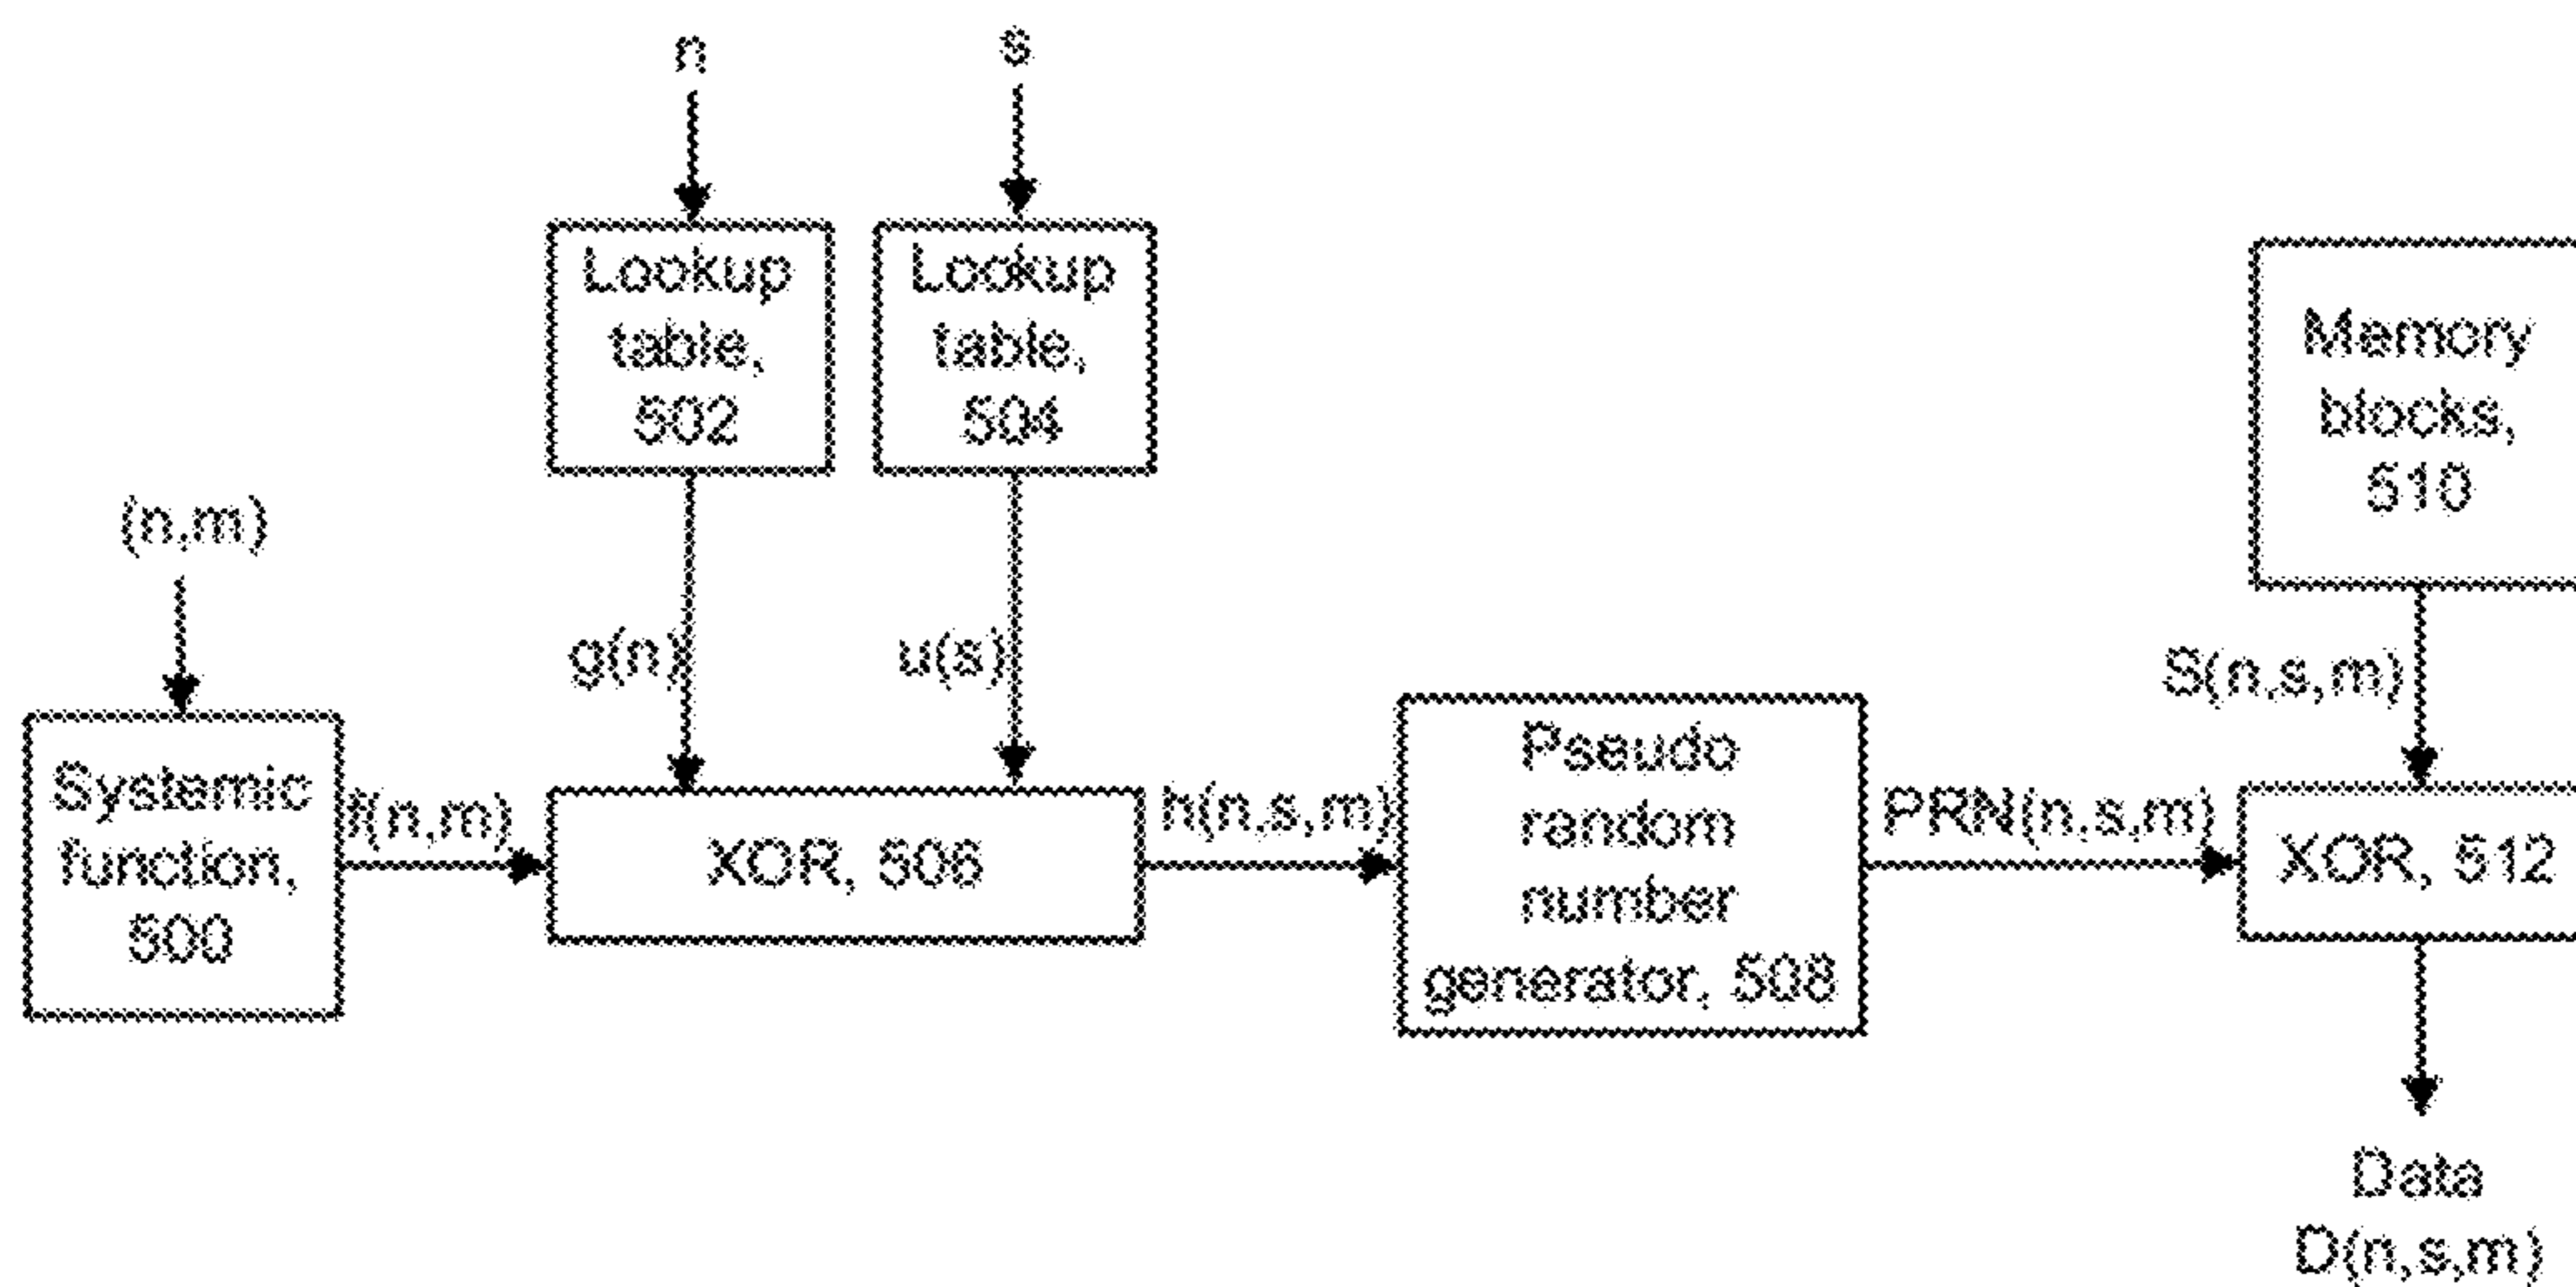 n
s
Lookup
table,
502
Lookup
table,
504
Memory
blocks,
510
(n,m)
g(n)
u(s)
S(n,s,m)
Systemic
function,
500
f(n,m)
XOR, 506
h(n,s,m)
Pseudo
random
number
generator, 508
PRN(n,s,m)
XOR, 512
Data
D(n,s,m)